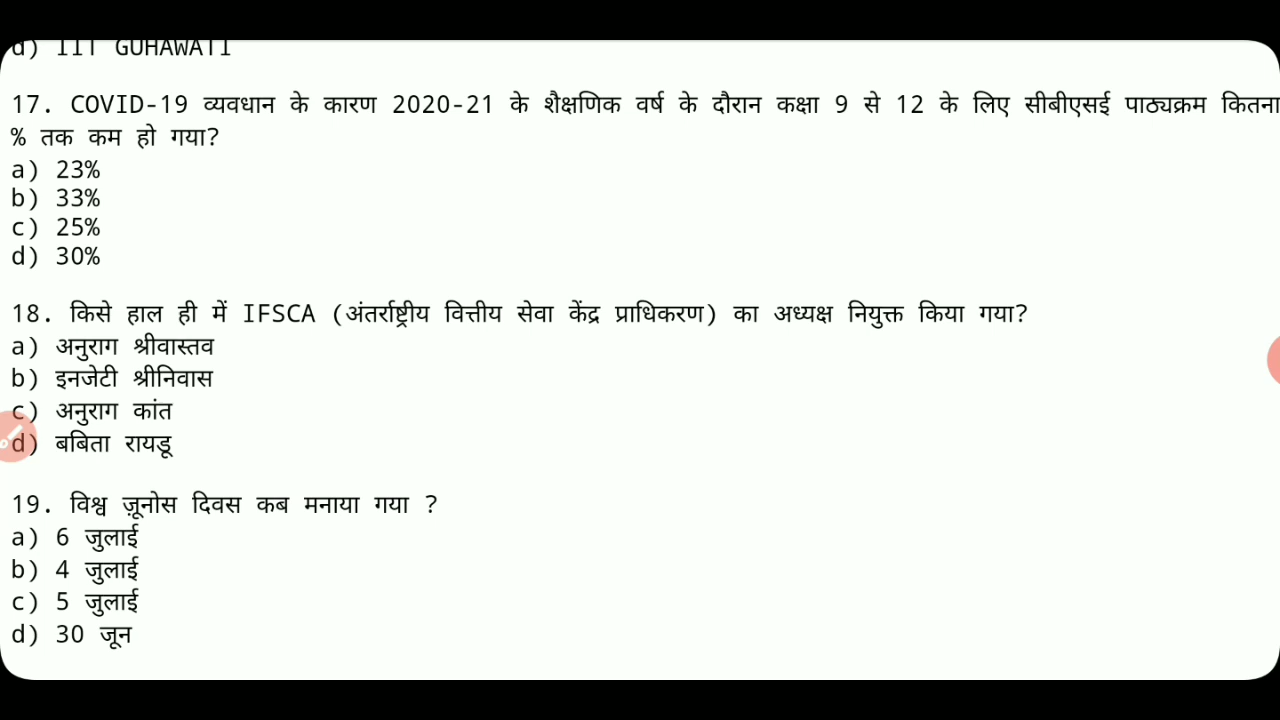 d) IIT GUHAWATI
17. COVID-19 व्यवधान के कारण 2020-21 के शैक्षणिक वर्ष के दौरान कक्षा 9 से 12 के लिए सीबीएसई पाठ्यक्रम कितना
% तक कम हो गया?
a) 23%
b) 33%
c) 25%
d) 30%
18. किसे हाल ही में IFSCA (अंतर्राष्ट्रीय वित्तीय सेवा केंद्र प्राधिकरण) का अध्यक्ष नियुक्त किया गया?
a) अनुराग श्रीवास्तव
b) इनजेटी श्रीनिवास
c) अनुराग कांत
d) बबिता रायडू
19. विश्व ज़ूनोस दिवस कब मनाया गया ?
a) 6 जुलाई
b) 4 जुलाई
c) 5 जुलाई
d) 30 जून